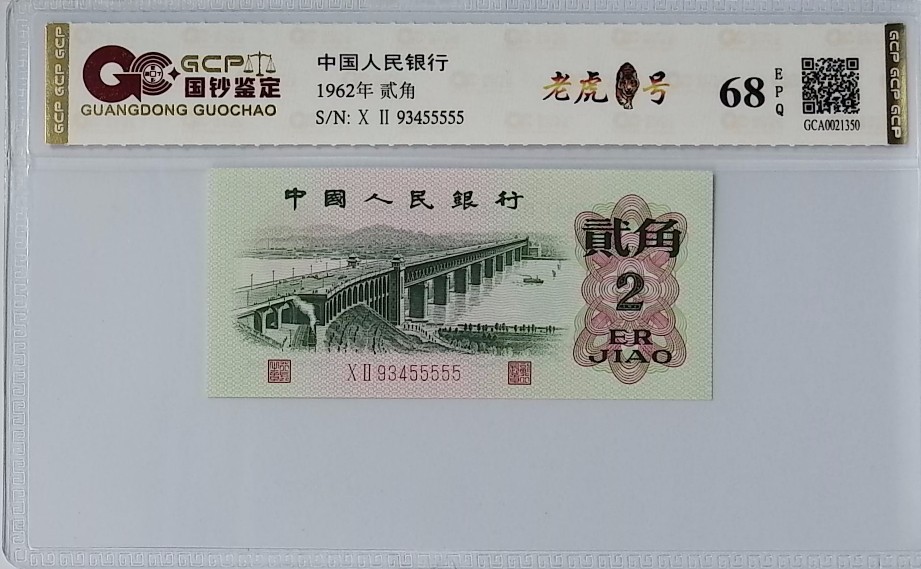 GCP GCP GCP
GC GCP
国钞鉴定
GUANGDONG GUOCHAO
中国人民银行
1962年 贰角
S/N: X II 93455555
老虎号
68
EPQ
GCA0021350
GCP GCP GCP
中國人民銀行
貳角
2
ER
JIAO
X II 93455555